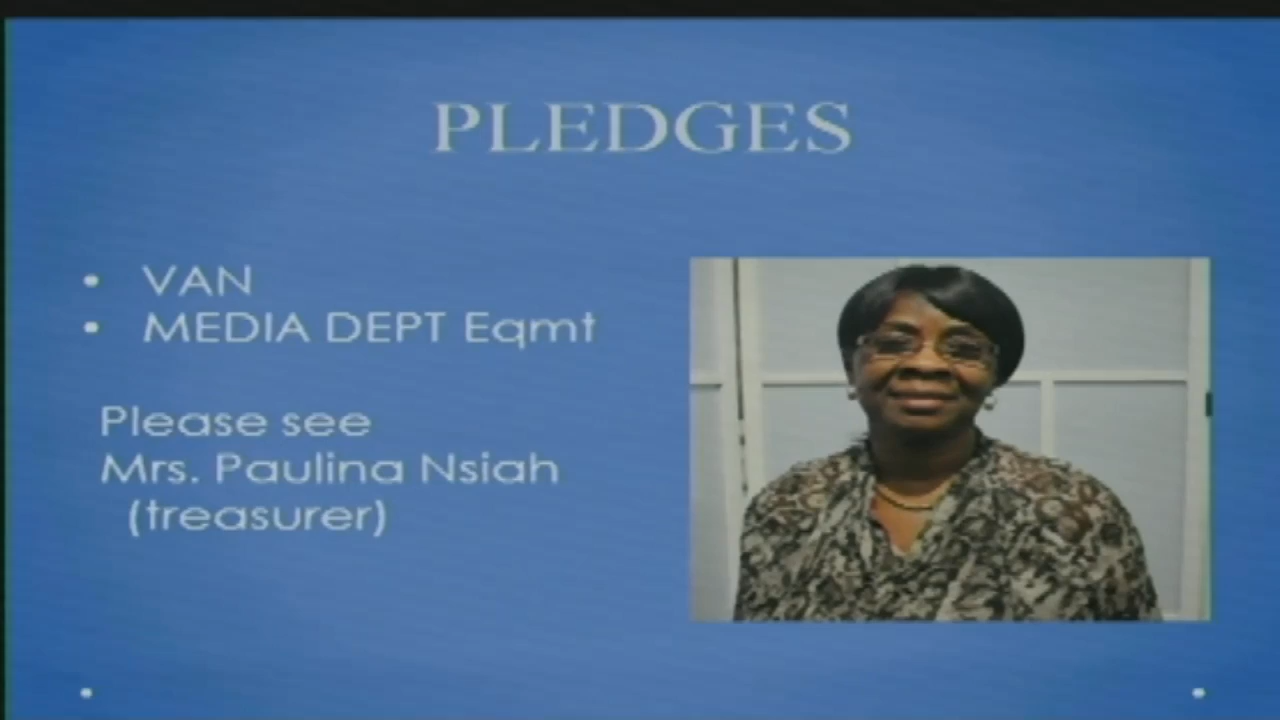 PLEDGES
• VAN
• MEDIA DEPT Eqmt
Please see
Mrs. Paulina Nsiah
(treasurer)